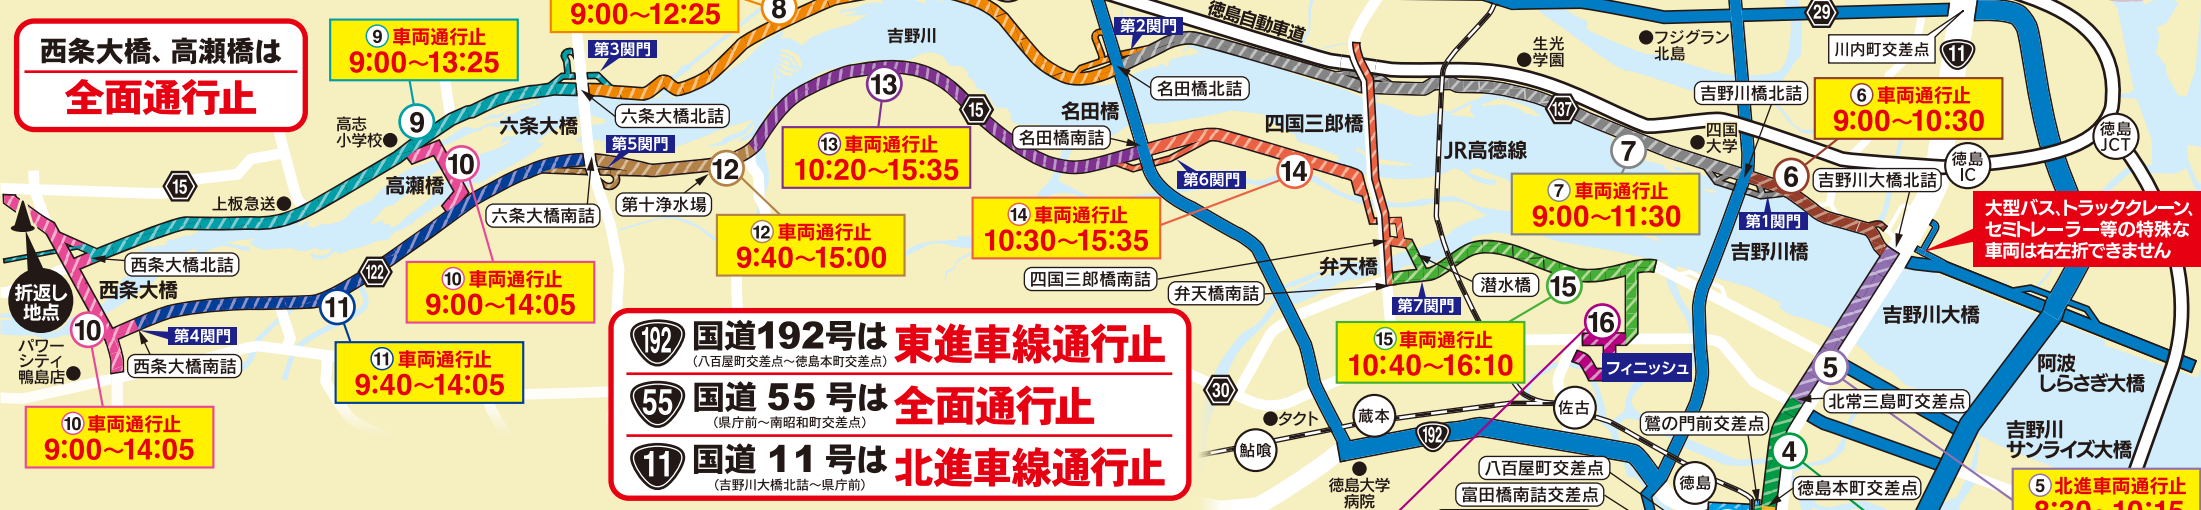 西条大橋、高瀬橋は
全面通行止
⑨ 車両通行止
9:00〜13:25
9:00〜12:25
8
第3関門
吉野川
徳島自動車道
第2関門
29
川内町交差点
11
生光
学園
フジグラン
北島
名田橋北詰
吉野川橋北詰
⑥ 車両通行止
9:00〜10:30
高志
小学校
9
六条大橋
六条大橋北詰
13
15
名田橋
名田橋南詰
四国三郎橋
137
四国
大学
徳島
JCT
10
高瀬橋
第5関門
12
⑬ 車両通行止
10:20〜15:35
第6関門
14
JR高徳線
7
6
徳島
IC
吉野川大橋北詰
15
上板急送
六条大橋南詰
第十浄水場
⑫ 車両通行止
9:40〜15:00
⑭ 車両通行止
10:30〜15:35
⑦ 車両通行止
9:00〜11:30
第1関門
吉野川橋
大型バス、トラッククレーン、
セミトレーラー等の特殊な
車両は右左折できません
西条大橋北詰
西条大橋
122
⑩ 車両通行止
9:00〜14:05
四国三郎橋南詰
弁天橋
弁天橋南詰
潜水橋
15
第7関門
折返し
地点
10
11
第4関門
西条大橋南詰
パワー
シティ
鴨島店
⑪ 車両通行止
9:40〜14:05
⑩ 車両通行止
9:00〜14:05
192 国道192号は 東進車線通行止
(八百屋町交差点〜徳島本町交差点)
55 国道 55 号は 全面通行止
(県庁前〜南昭和町交差点)
11 国道 11 号は 北進車線通行止
(吉野川大橋北詰〜県庁前)
⑮ 車両通行止
10:40〜16:10
16
フィニッシュ
吉野川大橋
5
阿波
しらさぎ大橋
北常三島町交差点
30
タクト
蔵本
佐古
鮎喰
192
鷲の門前交差点
吉野川
サンライズ大橋
4
徳島大学
病院
八百屋町交差点
富田橋南詰交差点
徳島
徳島本町交差点
⑤ 北進車両通行止
8:30〜10:15